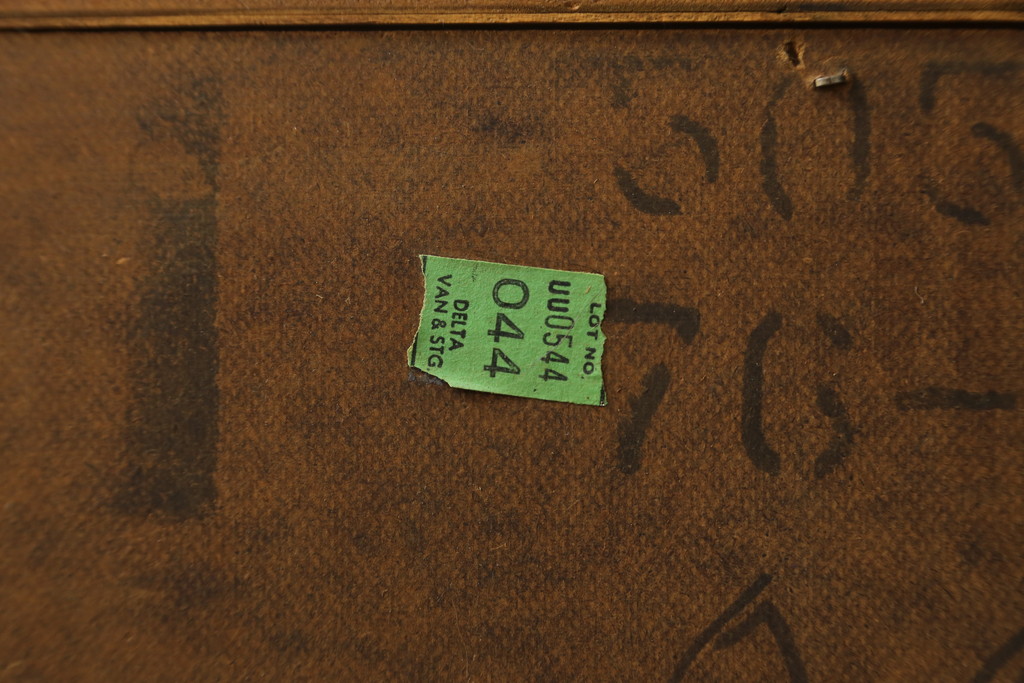 LOT NO.
UU0544
044
DELTA
VAN & STG
505
76-